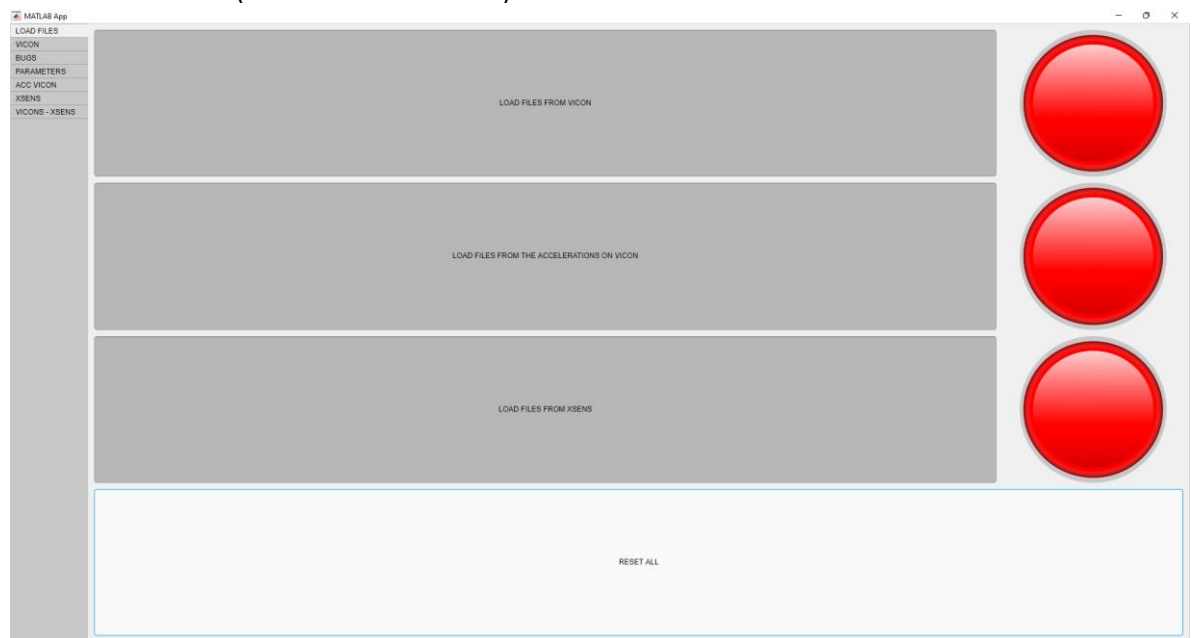 MATLAB App
LOAD FILES
VICON
BUGS
PARAMETERS
ACC VICON
XSENS
VICONS - XSENS
LOAD FILES FROM VICON
LOAD FILES FROM THE ACCELERATIONS ON VICON
LOAD FILES FROM XSENS
RESET ALL